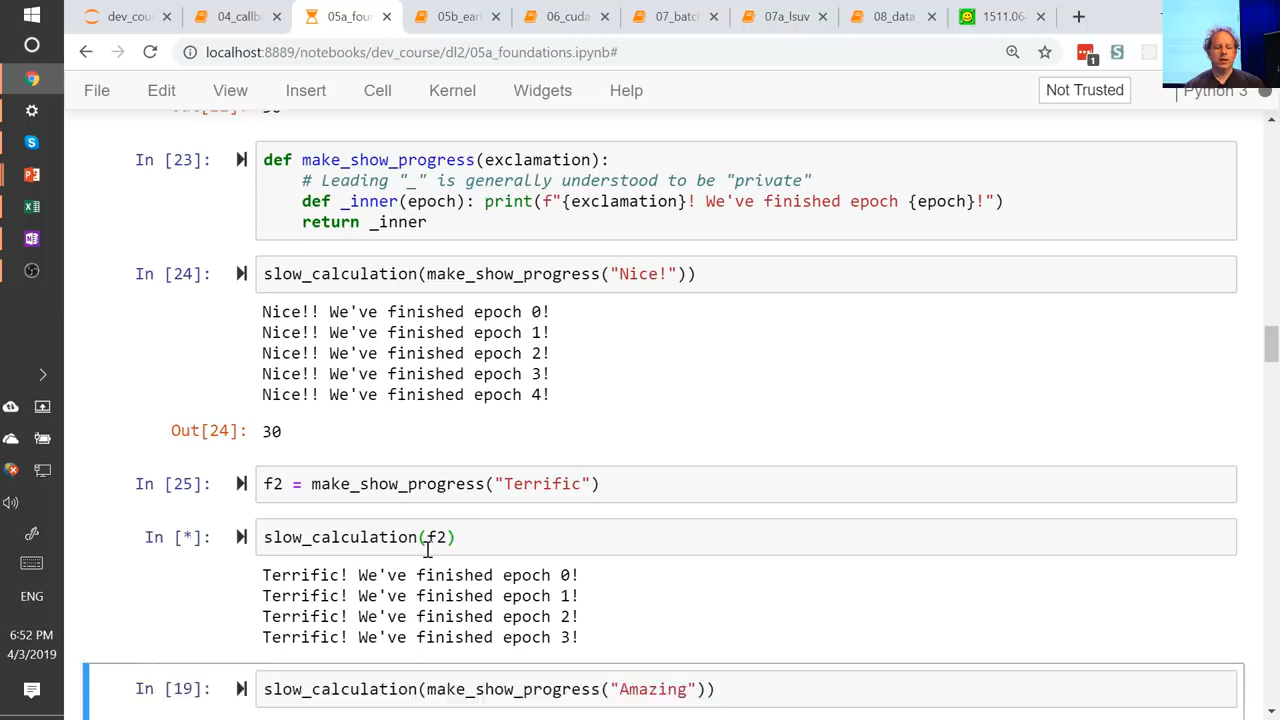 dev_cou
04_callb
05a_four
05b_earl
06_cuda
07_batch
07a_lsuv
08_data
1511.06
localhost:8889/notebooks/dev_course/dl2/05a_foundations.ipynb#
1
File Edit View Insert Cell Kernel Widgets Help
Not Trusted
Python 3
In [23]:
def make_show_progress(exclamation):
# Leading "_" is generally understood to be "private"
def _inner(epoch): print(f"{exclamation}! We've finished epoch {epoch}!")
return _inner
In [24]:
slow_calculation(make_show_progress("Nice!"))
Nice!! We've finished epoch 0!
Nice!! We've finished epoch 1!
Nice!! We've finished epoch 2!
Nice!! We've finished epoch 3!
Nice!! We've finished epoch 4!
Out[24]: 30
In [25]:
f2 = make_show_progress("Terrific")
In [*]:
slow_calculation(f2)
Terrific! We've finished epoch 0!
Terrific! We've finished epoch 1!
Terrific! We've finished epoch 2!
Terrific! We've finished epoch 3!
In [19]:
slow_calculation(make_show_progress("Amazing"))
ENG
6:52 PM
4/3/2019